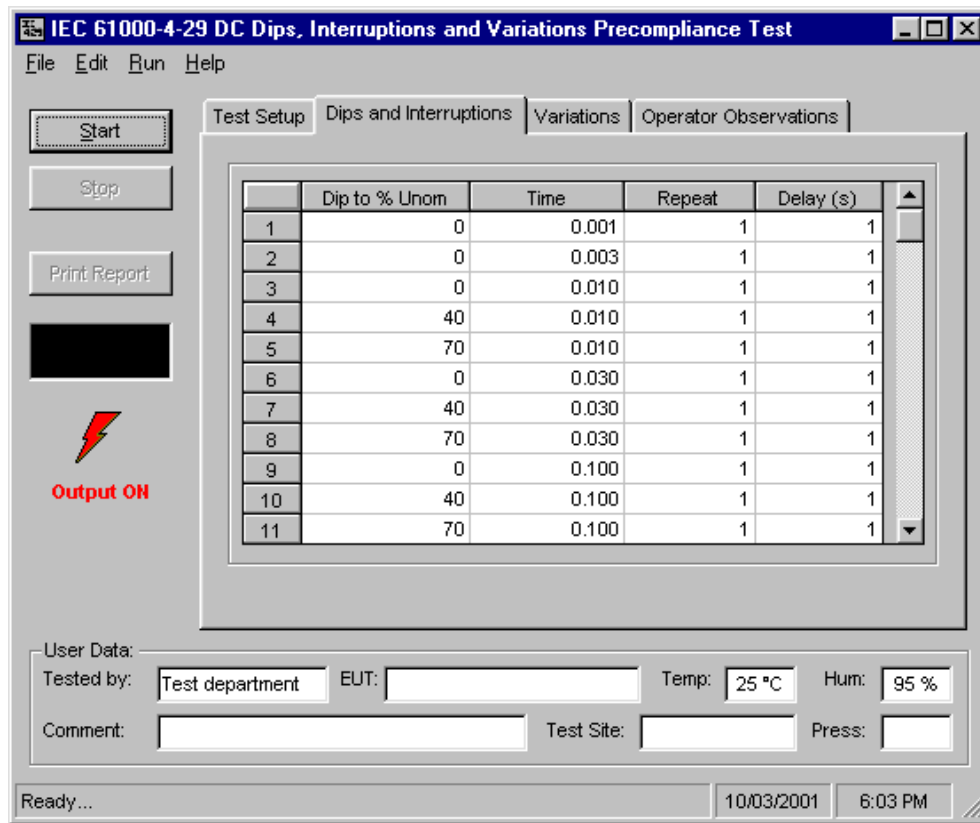 IEC 61000-4-29 DC Dips, Interruptions and Variations Precompliance Test
File Edit Run Help
Start
Stop
Print Report
Output ON
Test Setup Dips and Interruptions Variations Operator Observations
Dip to % Unom Time Repeat Delay (s)
1 0 0.001 1 1
2 0 0.003 1 1
3 0 0.010 1 1
4 40 0.010 1 1
5 70 0.010 1 1
6 0 0.030 1 1
7 40 0.030 1 1
8 70 0.030 1 1
9 0 0.100 1 1
10 40 0.100 1 1
11 70 0.100 1 1
User Data:
Tested by: Test department EUT: Temp: 25 °C Hum: 95 %
Comment: Test Site: Press:
Ready... 10/03/2001 6:03 PM